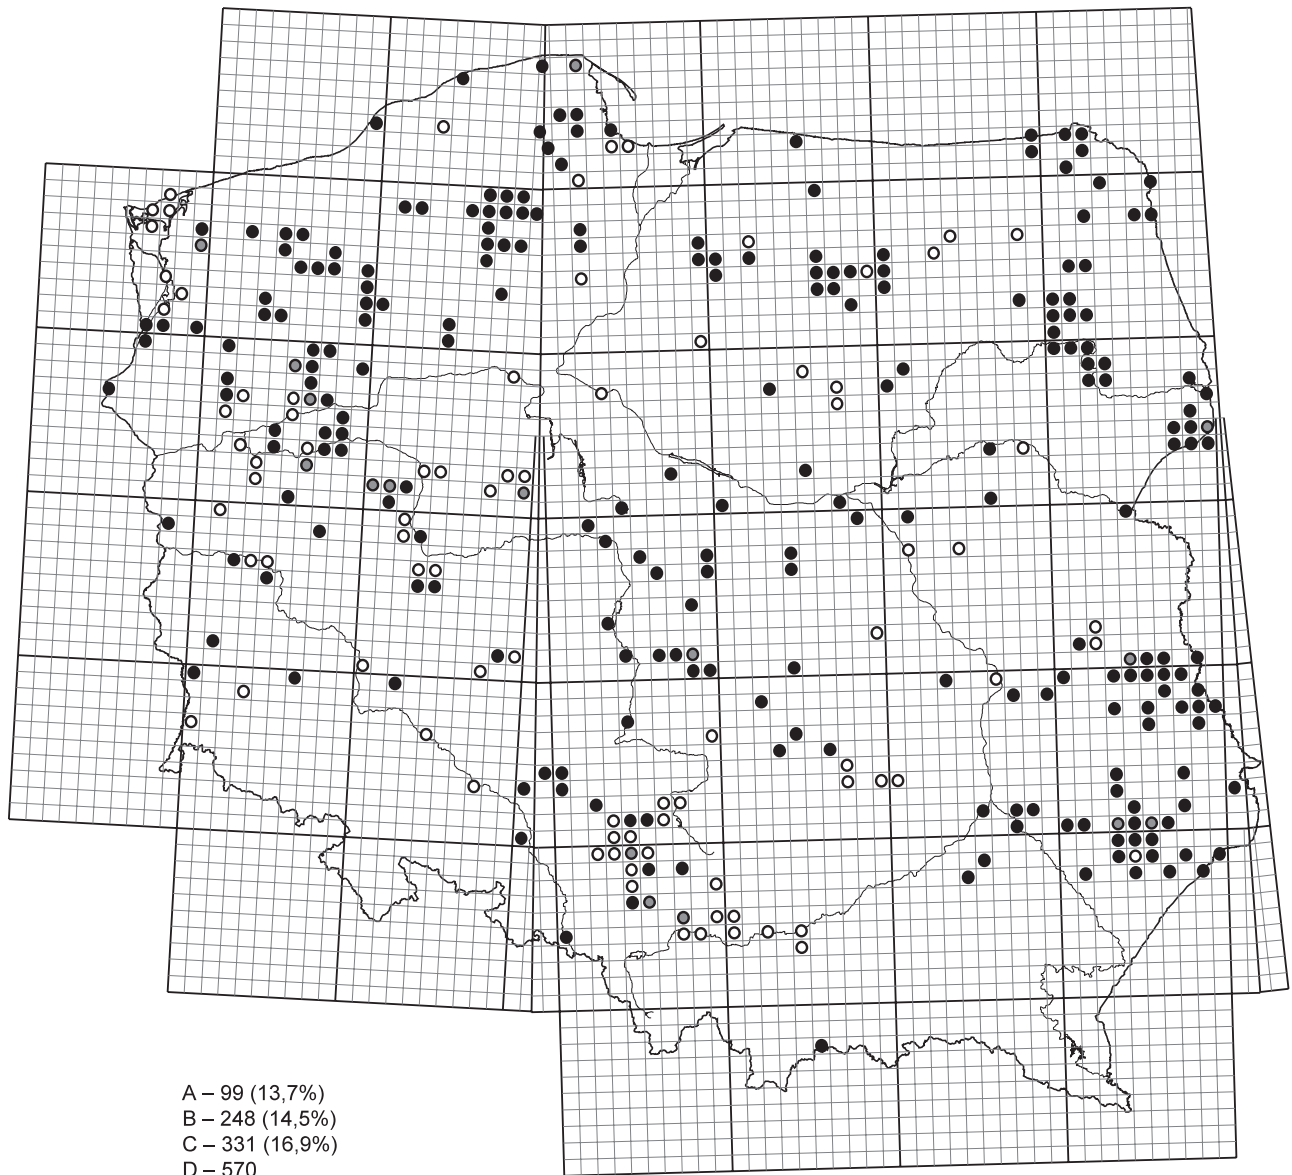 A – 99 (13,7%)
B – 248 (14,5%)
C – 331 (16,9%)
D – 570